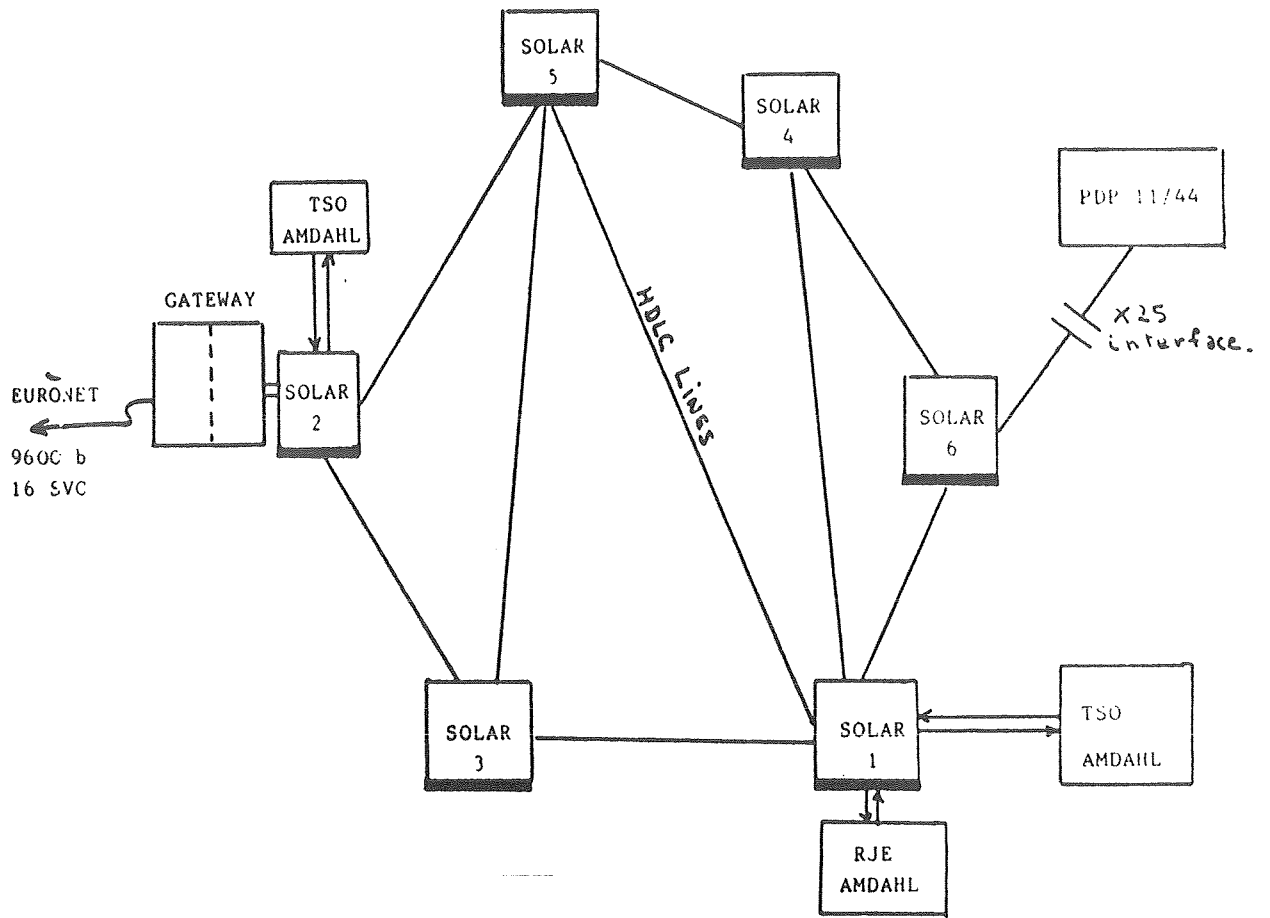 SOLAR
5
SOLAR
4
PDP 11/44
TSO
AMDAHL
GATEWAY
HDLC LINES
X25
interface.
EURONET
SOLAR
2
SOLAR
6
9600 b
16 SVC
SOLAR
3
SOLAR
1
TSO
AMDAHL
RJE
AMDAHL